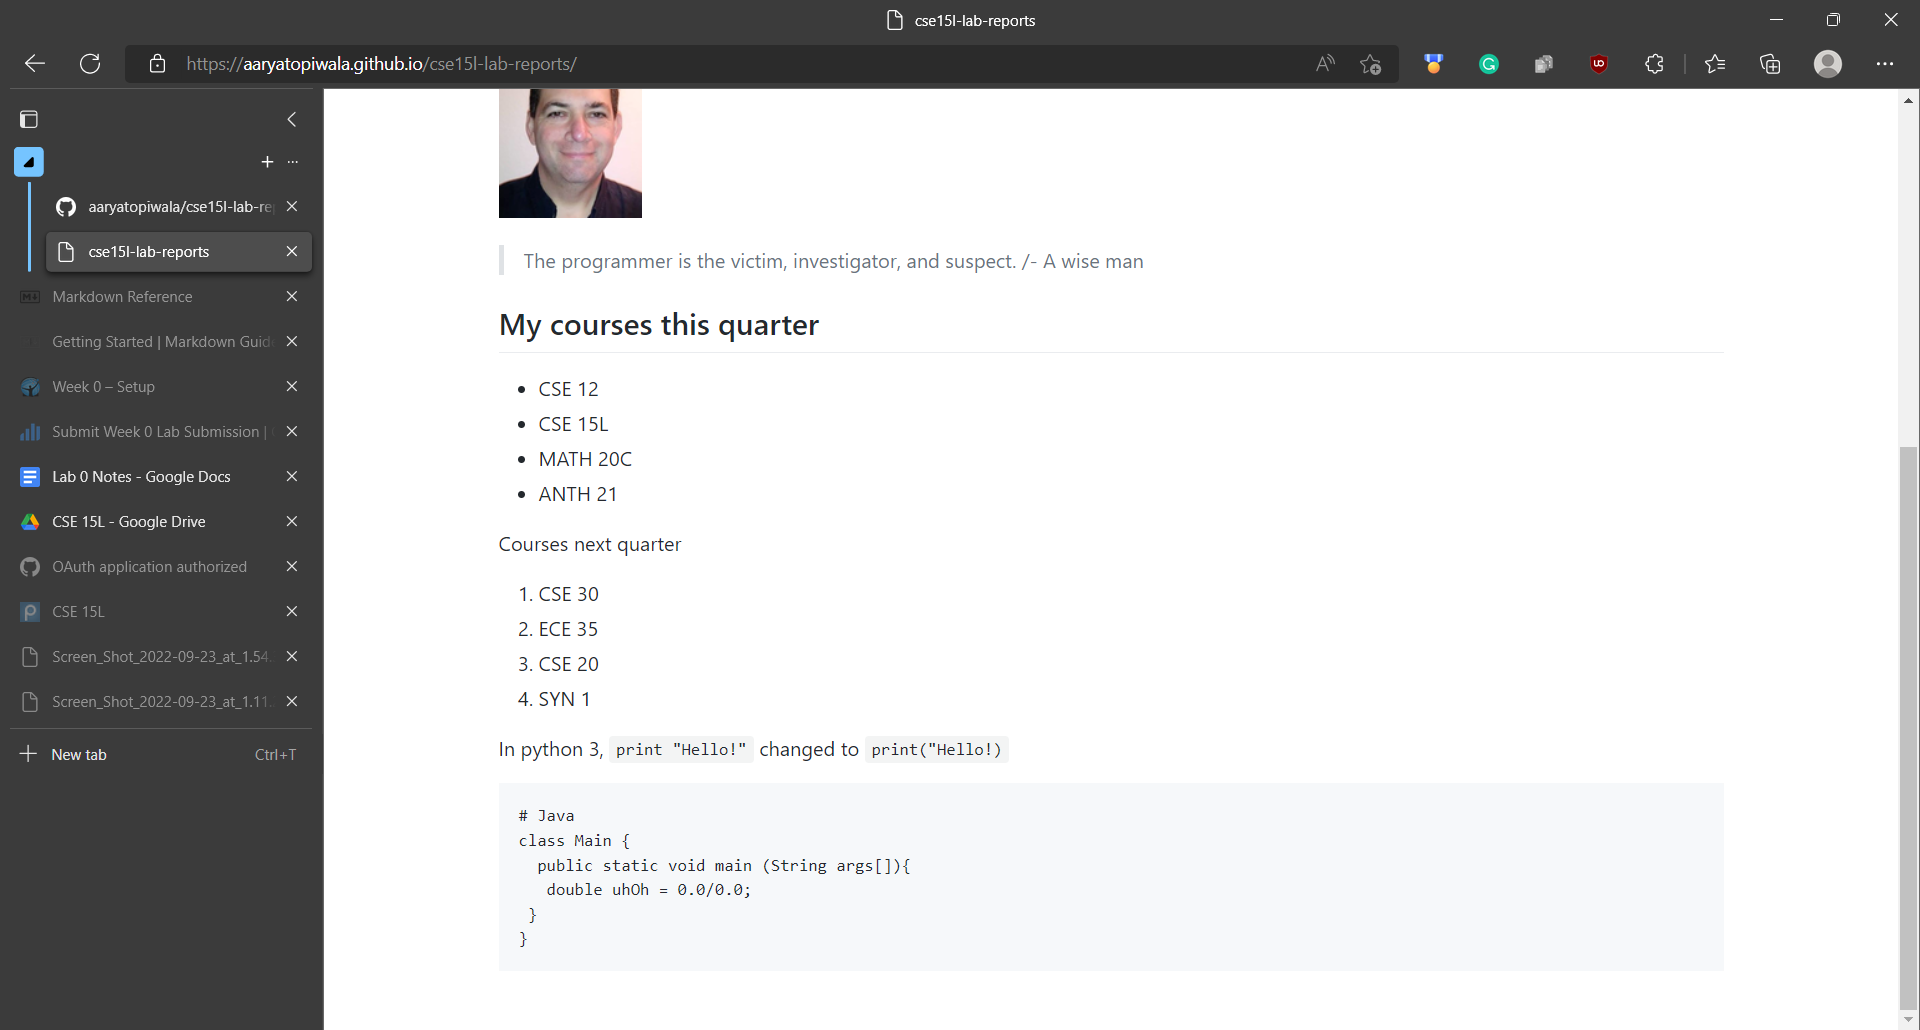 cse15l-lab-reports
https://aaryatopiwala.github.io/cse15l-lab-reports/
aaryatopiwala/cse15l-lab-re
cse15l-lab-reports
Markdown Reference
Getting Started | Markdown Guid
Week 0 – Setup
Submit Week 0 Lab Submission |
Lab 0 Notes - Google Docs
CSE 15L - Google Drive
OAuth application authorized
CSE 15L
Screen_Shot_2022-09-23_at_1.54.
Screen_Shot_2022-09-23_at_1.11.
New tab Ctrl+T
The programmer is the victim, investigator, and suspect. /- A wise man
My courses this quarter
• CSE 12
• CSE 15L
• MATH 20C
• ANTH 21
Courses next quarter
1. CSE 30
2. ECE 35
3. CSE 20
4. SYN 1
In python 3, print "Hello!" changed to print("Hello!)
# Java
class Main {
  public static void main (String args[]){
   double uhOh = 0.0/0.0;
 }
}